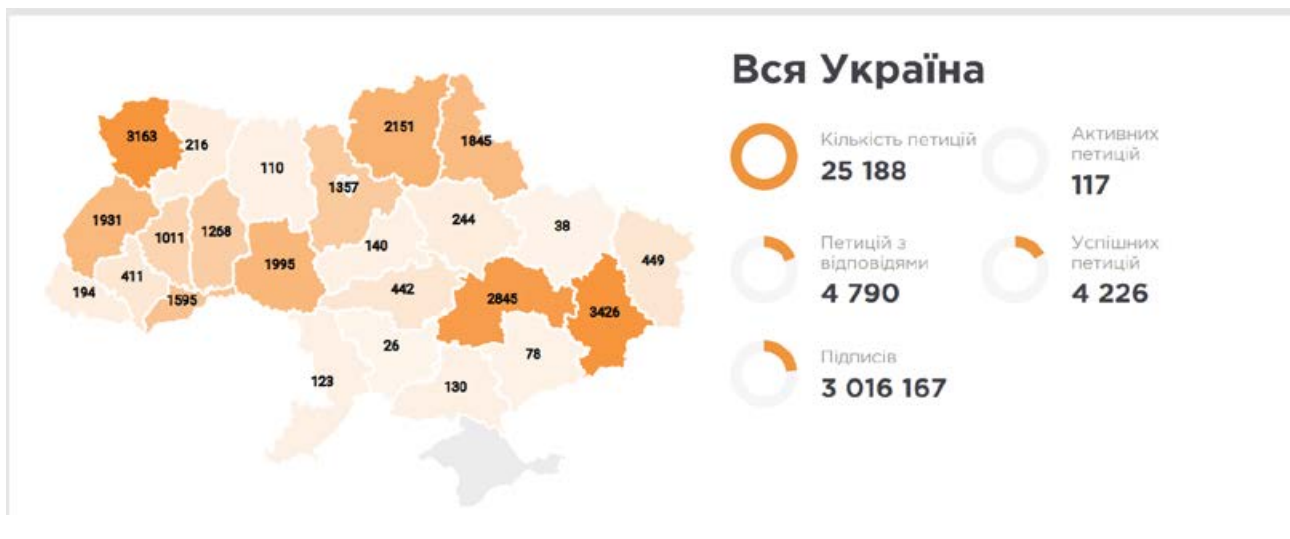 Вся Україна
Кількість петицій
25 188
Активних
петицій
117
Петицій з
відповідями
4 790
Успішних
петицій
4 226
Підписів
3 016 167
2151
3163
1845
216
110
1357
1931
244
38
1011
1268
140
449
1995
411
442
194
1595
2845
3426
26
78
123
130